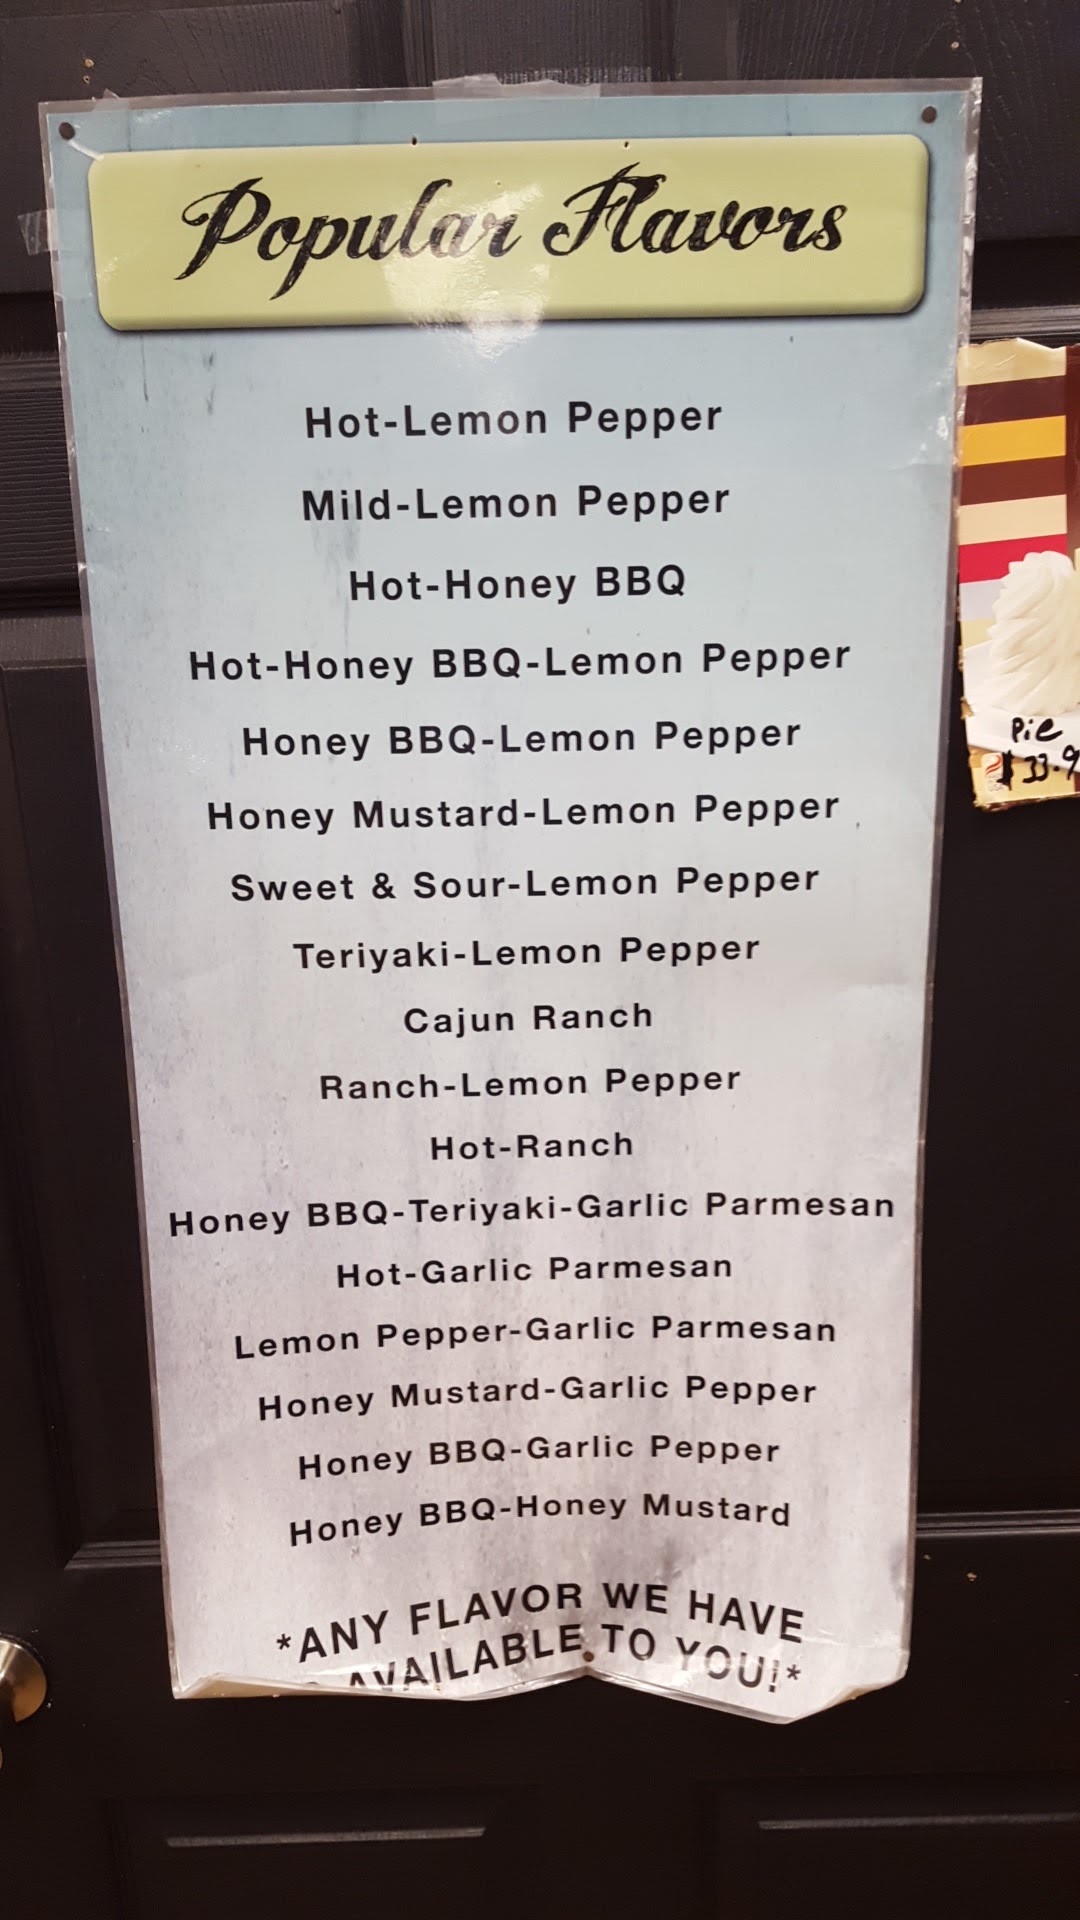 Popular Flavors
Hot-Lemon Pepper
Mild-Lemon Pepper
Hot-Honey BBQ
Hot-Honey BBQ-Lemon Pepper
Honey BBQ-Lemon Pepper
Honey Mustard-Lemon Pepper
Sweet & Sour-Lemon Pepper
Teriyaki-Lemon Pepper
Cajun Ranch
Ranch-Lemon Pepper
Hot-Ranch
Honey BBQ-Teriyaki-Garlic Parmesan
Hot-Garlic Parmesan
Lemon Pepper-Garlic Parmesan
Honey Mustard-Garlic Pepper
Honey BBQ-Garlic Pepper
Honey BBQ-Honey Mustard
*ANY FLAVOR WE HAVE
AVAILABLE TO YOU!*
Pie
$33.9